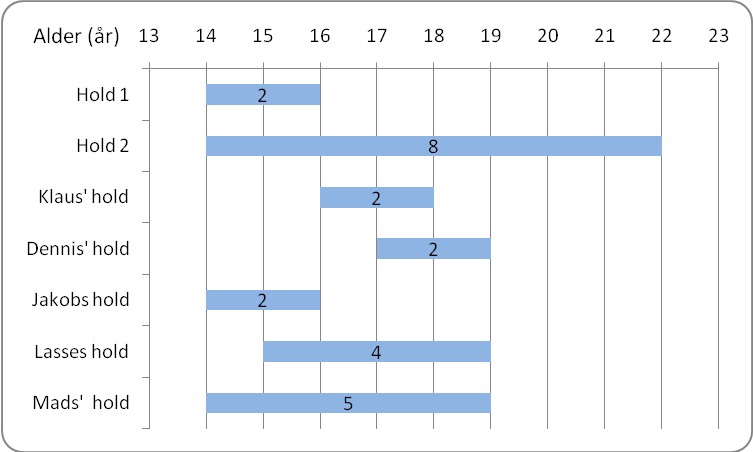 Alder (år) 13 14 15 16 17 18 19 20 21 22 23
Hold 1 2
Hold 2 8
Klaus' hold 2
Dennis' hold 2
Jakobs hold 2
Lasses hold 4
Mads' hold 5